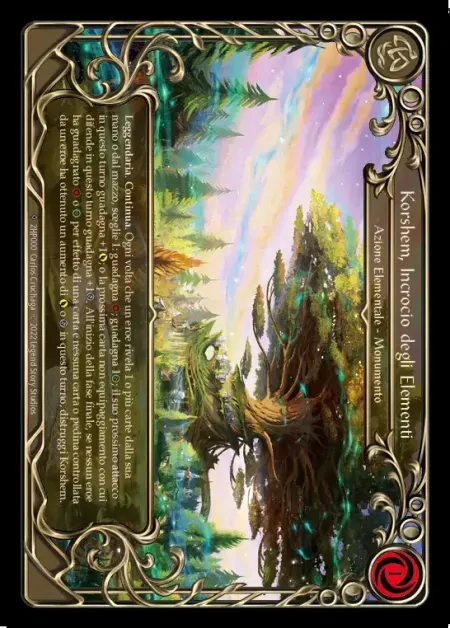 Korshem, Incrocio degli Elementi
Azione Elementale - Monumento
Leggendaria. Continua. Ogni volta che un eroe rivela 1 o più carte dalla sua
mano o dal mazzo, sceglie 1: guadagna ; guadagna 1 ; il suo prossimo attacco
in questo turno guadagna +1 ; o la prossima carta non equipaggiamento con cui
difende in questo turno guadagna +1 . All'inizio della fase finale, se nessun eroe
ha guadagnato o per effetto di una carta e nessuna carta o pedina controllata
da un eroe ha ottenuto un aumento di o in questo turno, distruggi Korshem.
Carlos Cruchaga © 2022 Legend Story Studios